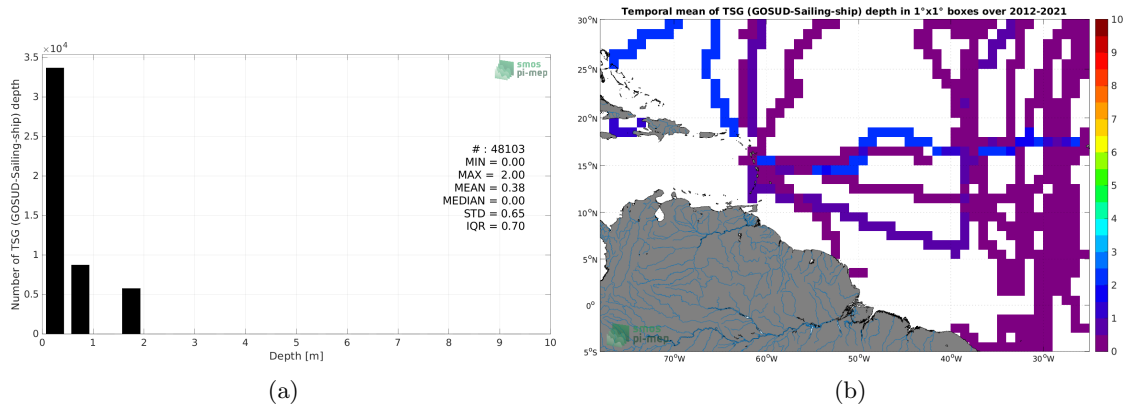 ×10⁴
3.5
3
2.5
2
1.5
1
0.5
0
Number of TSG (GOSUD-Sailing-ship) depth
smos
pi-mep
# : 48103
MIN = 0.00
MAX = 2.00
MEAN = 0.38
MEDIAN = 0.00
STD = 0.65
IQR = 0.70
0 1 2 3 4 5 6 7 8 9 10
Depth [m]
(a)
Temporal mean of TSG (GOSUD-Sailing-ship) depth in 1°x1° boxes over 2012-2021
30°N
25°N
20°N
15°N
10°N
5°N
0°
5°S
70°W 60°W 50°W 40°W 30°W
smos
pi-mep
10
9
8
7
6
5
4
3
2
1
0
(b)